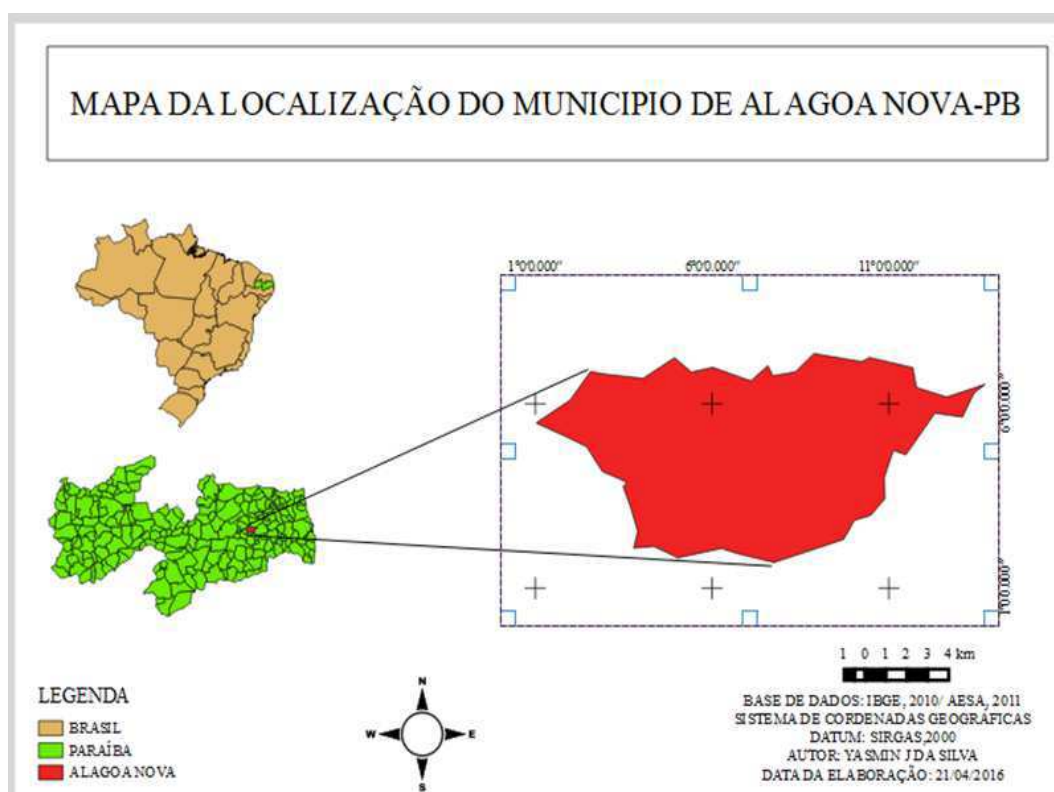 MAPA DA LOCALIZAÇÃO DO MUNICIPIO DE ALAGOA NOVA-PB
1°0'0.000" 6°0'0.000" 11°0'0.000"
6°0'0.000"
1°0'0.000"
1 0 1 2 3 4 km
LEGENDA
BRASIL
PARAÍBA
ALAGOA NOVA
N
W E
S
BASE DE DADOS: IBGE, 2010/ AESA, 2011
SISTEMA DE CORDENADAS GEOGRAFICAS
DATUM: SIRGAS,2000
AUTOR: YASMIN J DA SILVA
DATA DA ELABORAÇÃO: 21/04/2016